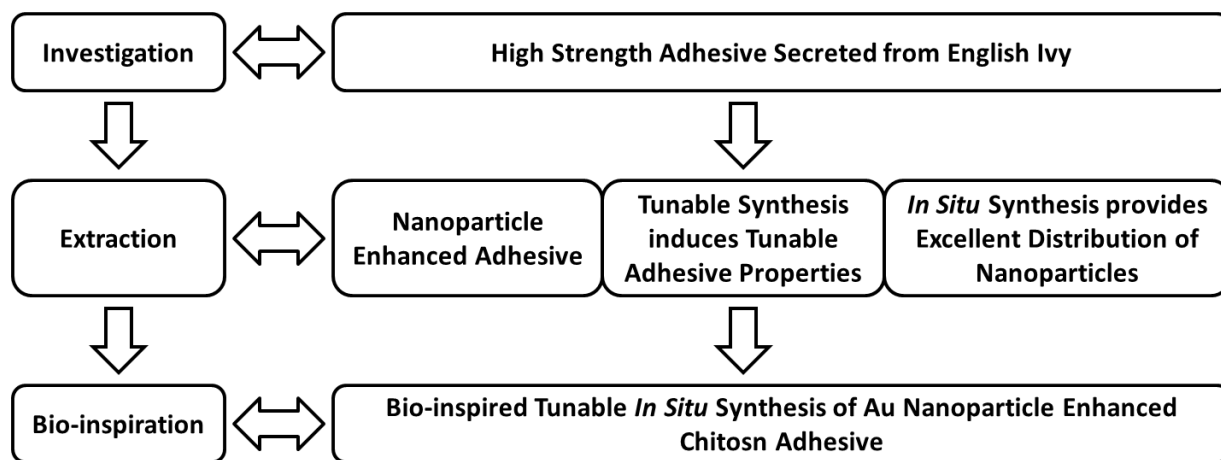 Investigation
High Strength Adhesive Secreted from English Ivy
Extraction
Nanoparticle
Enhanced Adhesive
Tunable Synthesis
induces Tunable
Adhesive Properties
In Situ Synthesis provides
Excellent Distribution of
Nanoparticles
Bio-inspiration
Bio-inspired Tunable In Situ Synthesis of Au Nanoparticle Enhanced
Chitosn Adhesive